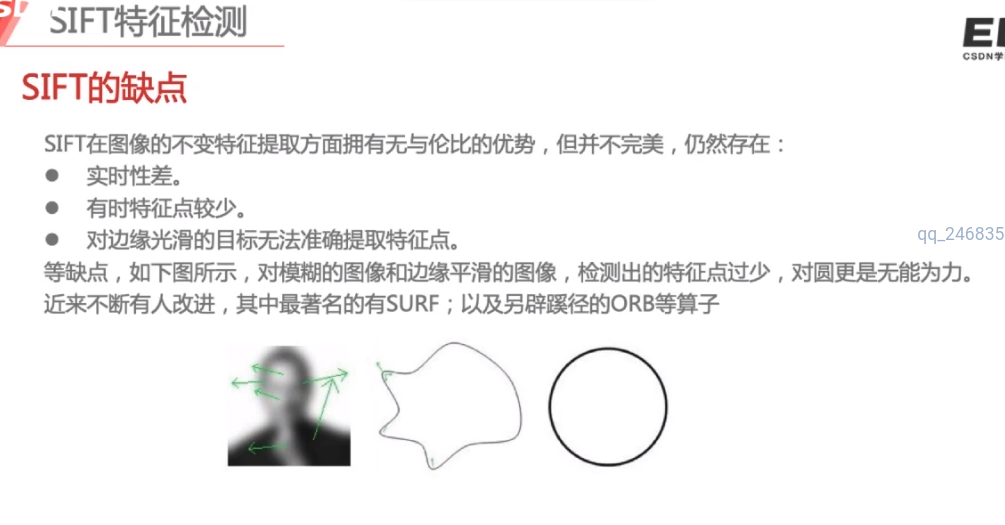 SIFT特征检测
CSDN学
SIFT的缺点
SIFT在图像的不变特征提取方面拥有无与伦比的优势，但并不完美，仍然存在：
● 实时性差。
● 有时特征点较少。
● 对边缘光滑的目标无法准确提取特征点。
qq_246835
等缺点，如下图所示，对模糊的图像和边缘平滑的图像，检测出的特征点过少，对圆更是无能为力。
近来不断有人改进，其中最著名的有SURF；以及另辟蹊径的ORB等算子